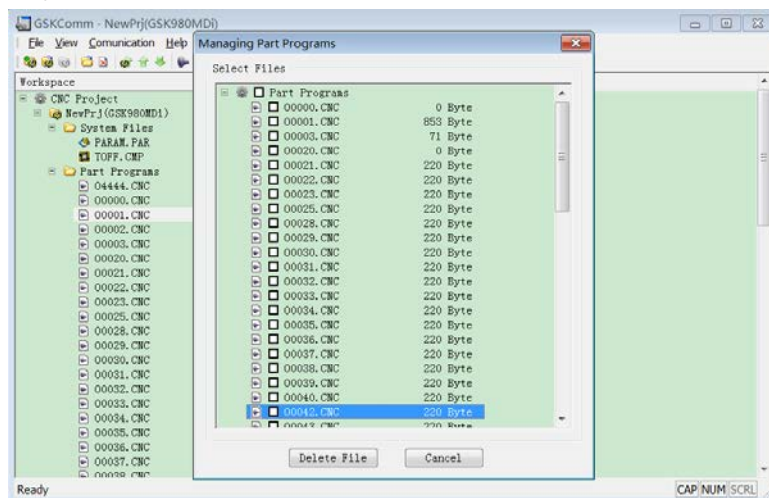 GSKComm - NewPrj(GSK980MDi)
File View Comunication Help
Workspace
CNC Project
NewPrj(GSK980MD1)
System Files
PARAM.PAR
TOFF.CMP
Part Programs
O4444.CNC
O0000.CNC
O0001.CNC
O0002.CNC
O0003.CNC
O0020.CNC
O0021.CNC
O0022.CNC
O0023.CNC
O0025.CNC
O0028.CNC
O0029.CNC
O0030.CNC
O0031.CNC
O0032.CNC
O0033.CNC
O0034.CNC
O0035.CNC
O0036.CNC
O0037.CNC
O0038.CNC
Managing Part Programs
Select Files
Part Programs
O0000.CNC 0 Byte
O0001.CNC 853 Byte
O0003.CNC 71 Byte
O0020.CNC 0 Byte
O0021.CNC 220 Byte
O0022.CNC 220 Byte
O0023.CNC 220 Byte
O0025.CNC 220 Byte
O0028.CNC 220 Byte
O0029.CNC 220 Byte
O0030.CNC 220 Byte
O0031.CNC 220 Byte
O0032.CNC 220 Byte
O0033.CNC 220 Byte
O0034.CNC 220 Byte
O0035.CNC 220 Byte
O0036.CNC 220 Byte
O0037.CNC 220 Byte
O0038.CNC 220 Byte
O0039.CNC 220 Byte
O0040.CNC 220 Byte
O0042.CNC 220 Byte
O0043.CNC 220 Byte
Delete File Cancel
Ready
CAP NUM SCRL